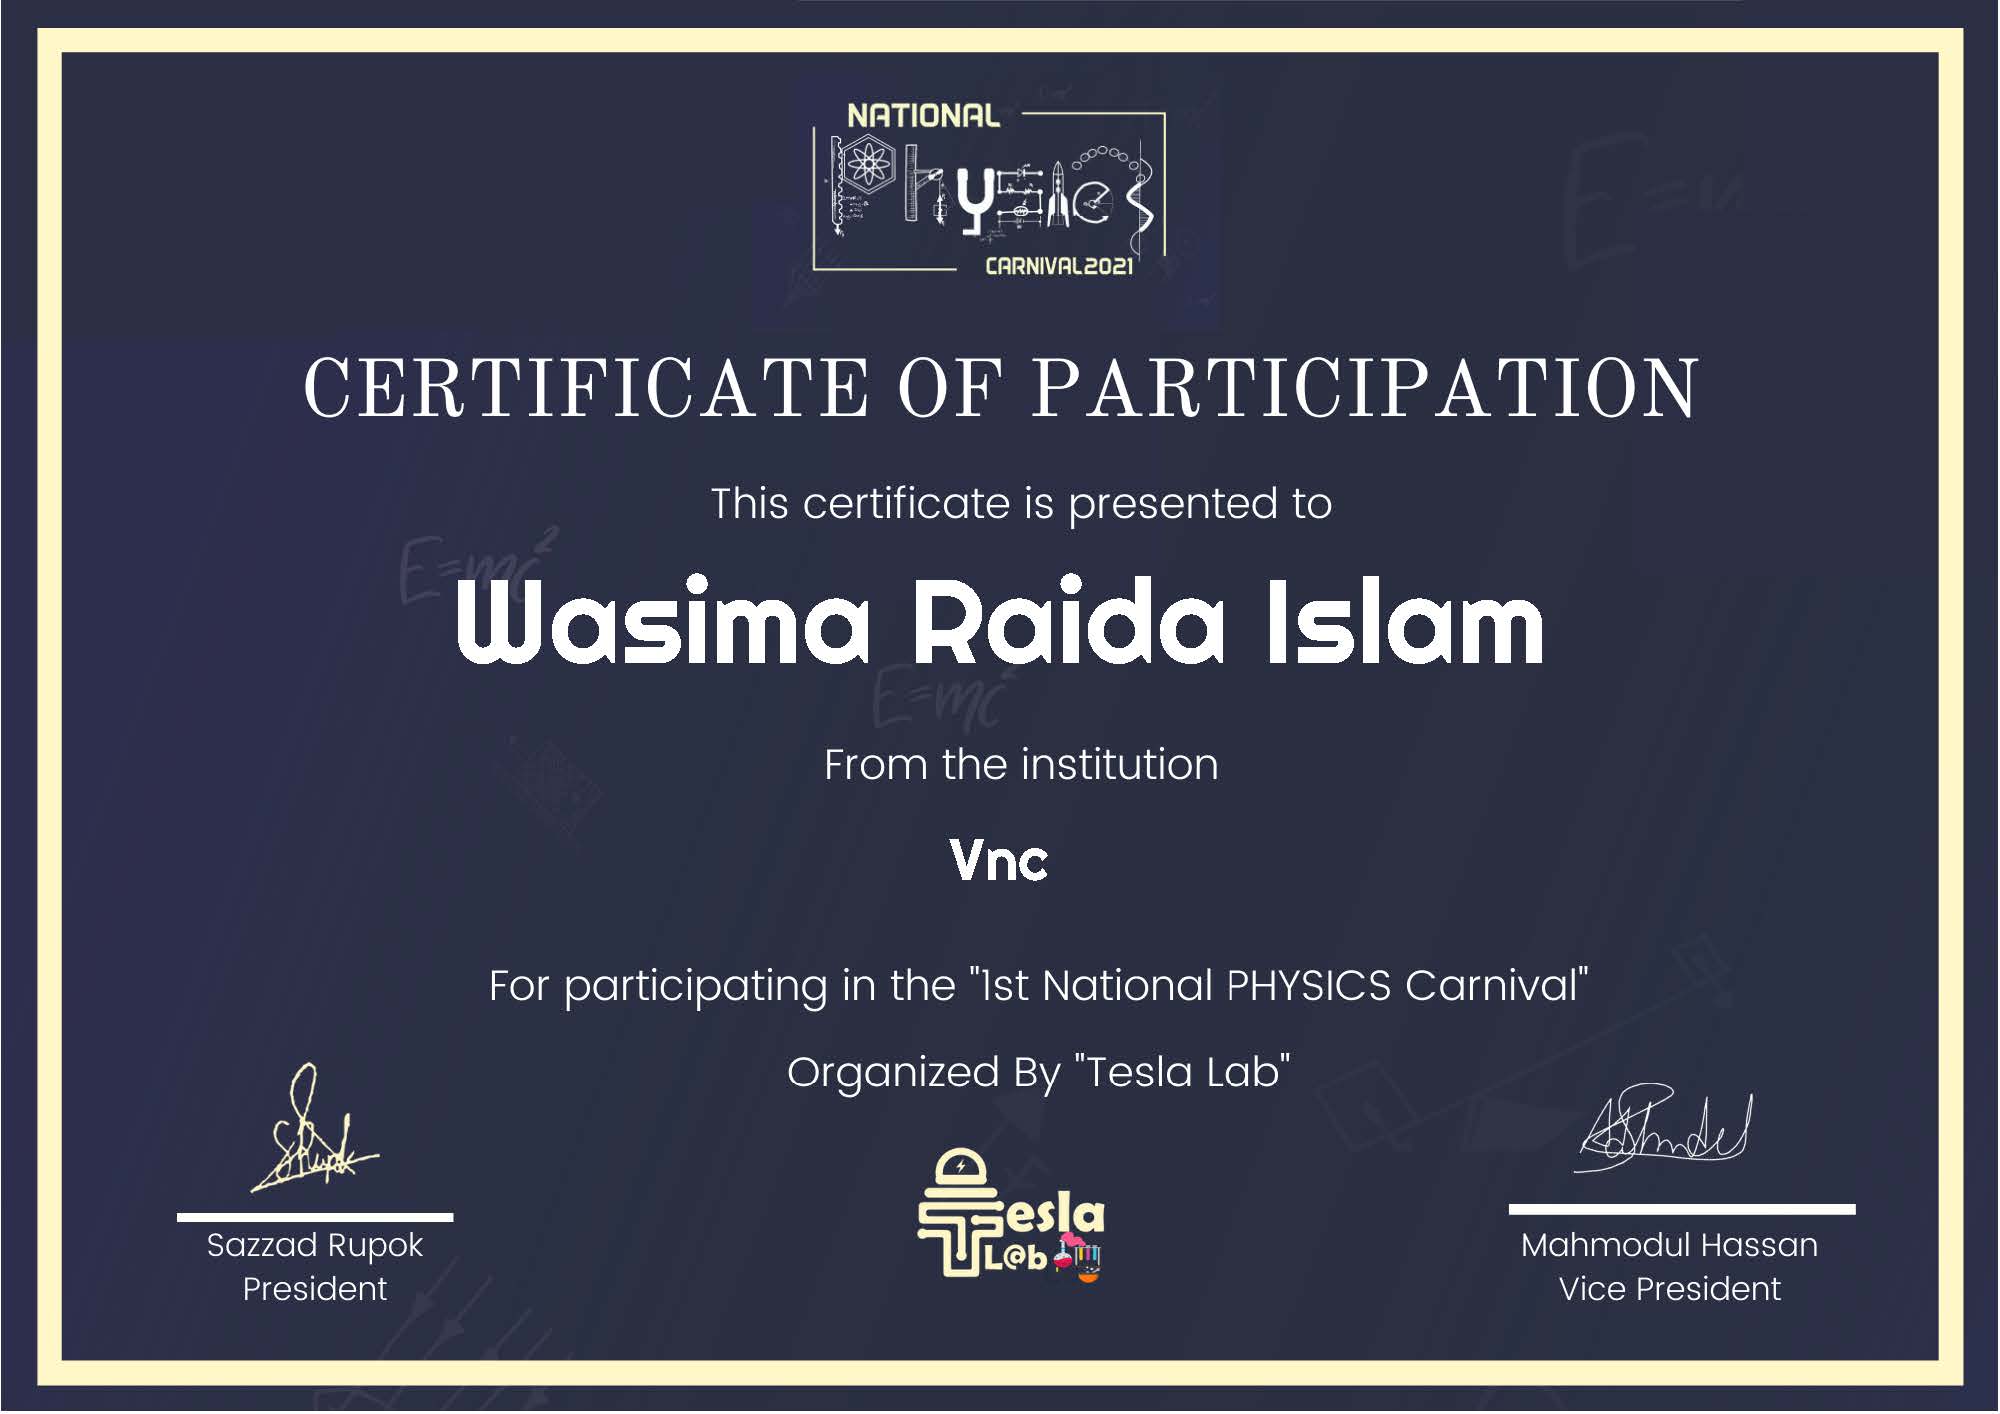 NATIONAL
Physics
CARNIVAL2021
CERTIFICATE OF PARTICIPATION
This certificate is presented to
E=mc²
Wasima Raida Islam
E=mc²
From the institution
Vnc
For participating in the "1st National PHYSICS Carnival"
Organized By "Tesla Lab"
Tesla
L@b
Sazzad Rupok
President
Mahmodul Hassan
Vice President